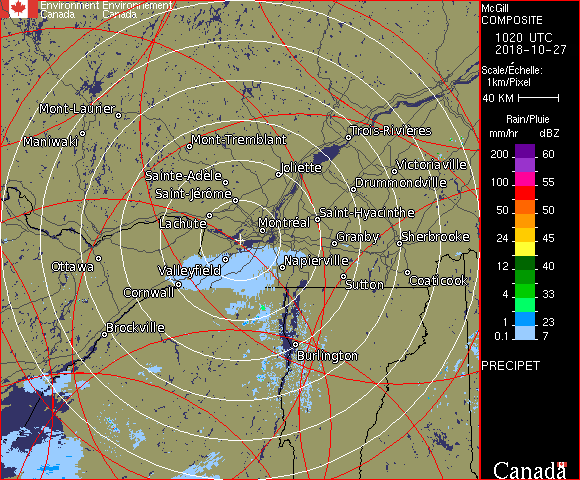 Environment Environnement
Canada Canada
McGill
COMPOSITE
1020 UTC
2018-10-27
Scale/Échelle:
1km/Pixel
40 KM
Rain/Pluie
mm/hr dBZ
200 60
150 57
100 55
50 50
24 45
12 40
4 33
1 23
0.1 7
PRECIPET
Canada
Mont-Laurier
Maniwaki
Mont-Tremblant
Trois-Rivières
Joliette
Victoriaville
Sainte-Adèle
Drummondville
Saint-Jérôme
Saint-Hyacinthe
Lachute
Montréal
Granby
Sherbrooke
Ottawa
Valleyfield
Napierville
Cornwall
Sutton
Coaticook
Brockville
Burlington